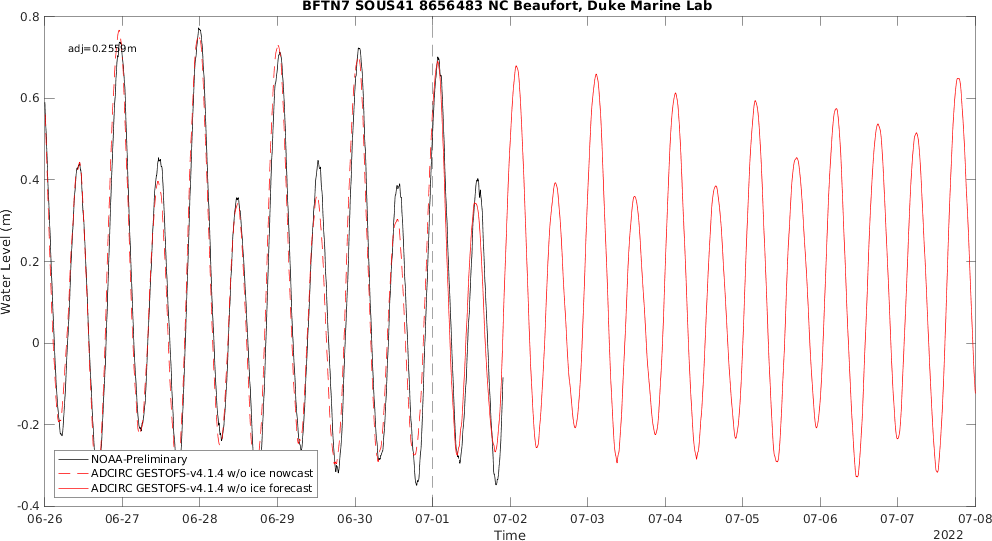 BFTN7 SOUS41 8656483 NC Beaufort, Duke Marine Lab
adj=0.2559m
Water Level (m)
0.8
0.6
0.4
0.2
0
-0.2
-0.4
NOAA-Preliminary
ADCIRC GESTOFS-v4.1.4 w/o ice nowcast
ADCIRC GESTOFS-v4.1.4 w/o ice forecast
06-26 06-27 06-28 06-29 06-30 07-01 07-02 07-03 07-04 07-05 07-06 07-07 07-08
Time
2022